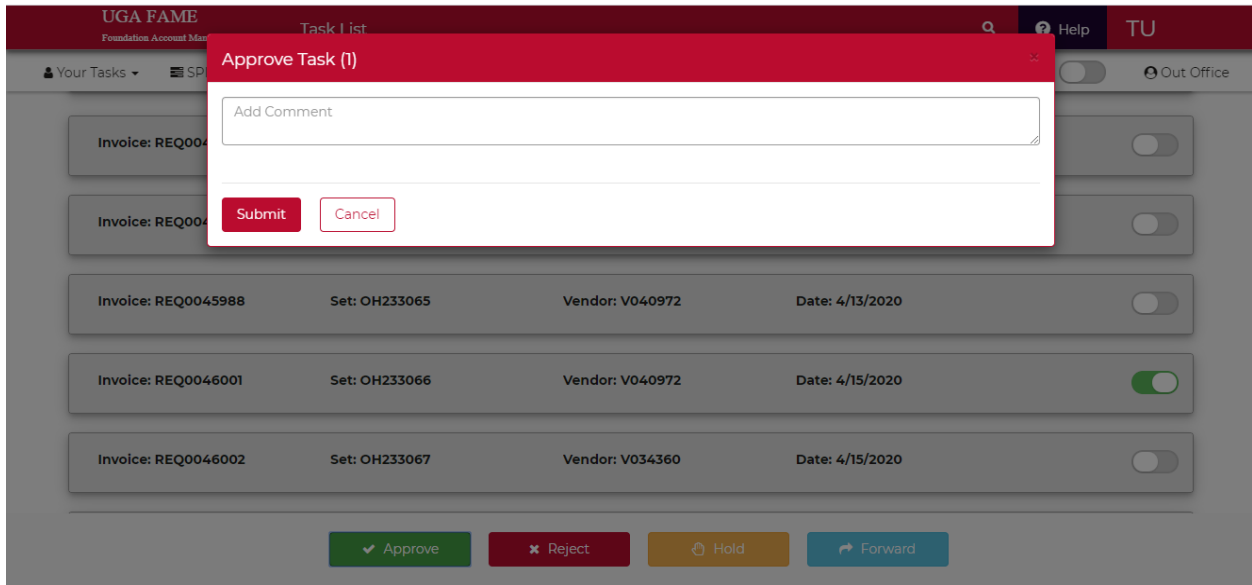 UGA FAME
Foundation Account Man
Task List
Help
TU
Your Tasks
Out Office
Approve Task (1)
×
Add Comment
Submit
Cancel
Invoice: REQ004
Invoice: REQ004
Invoice: REQ0045988 Set: OH233065 Vendor: V040972 Date: 4/13/2020
Invoice: REQ0046001 Set: OH233066 Vendor: V040972 Date: 4/15/2020
Invoice: REQ0046002 Set: OH233067 Vendor: V034360 Date: 4/15/2020
Approve Reject Hold Forward